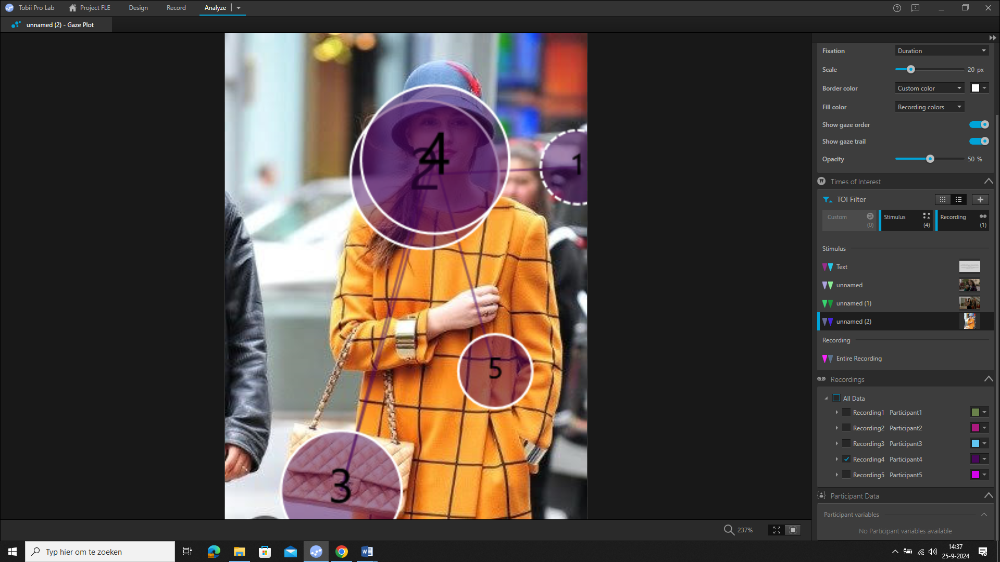 Tobii Pro Lab
Project FLE
Design
Record
Analyze
unnamed (2) - Gaze Plot
1
2
4
5
3
Fixation
Duration
Scale
20 px
Border color
Custom color
Fill color
Recording colors
Show gaze order
Show gaze trail
Opacity
50 %
Times of Interest
TOI Filter
Custom
(0)
Stimulus
(4)
Recording
(1)
Stimulus
Text
unnamed
unnamed (1)
unnamed (2)
Recording
Entire Recording
Recordings
All Data
Recording1 Participant1
Recording2 Participant2
Recording3 Participant3
Recording4 Participant4
Recording5 Participant5
Participant Data
Participant variables
No Participant variables available
237%
Typ hier om te zoeken
14:37
25-9-2024